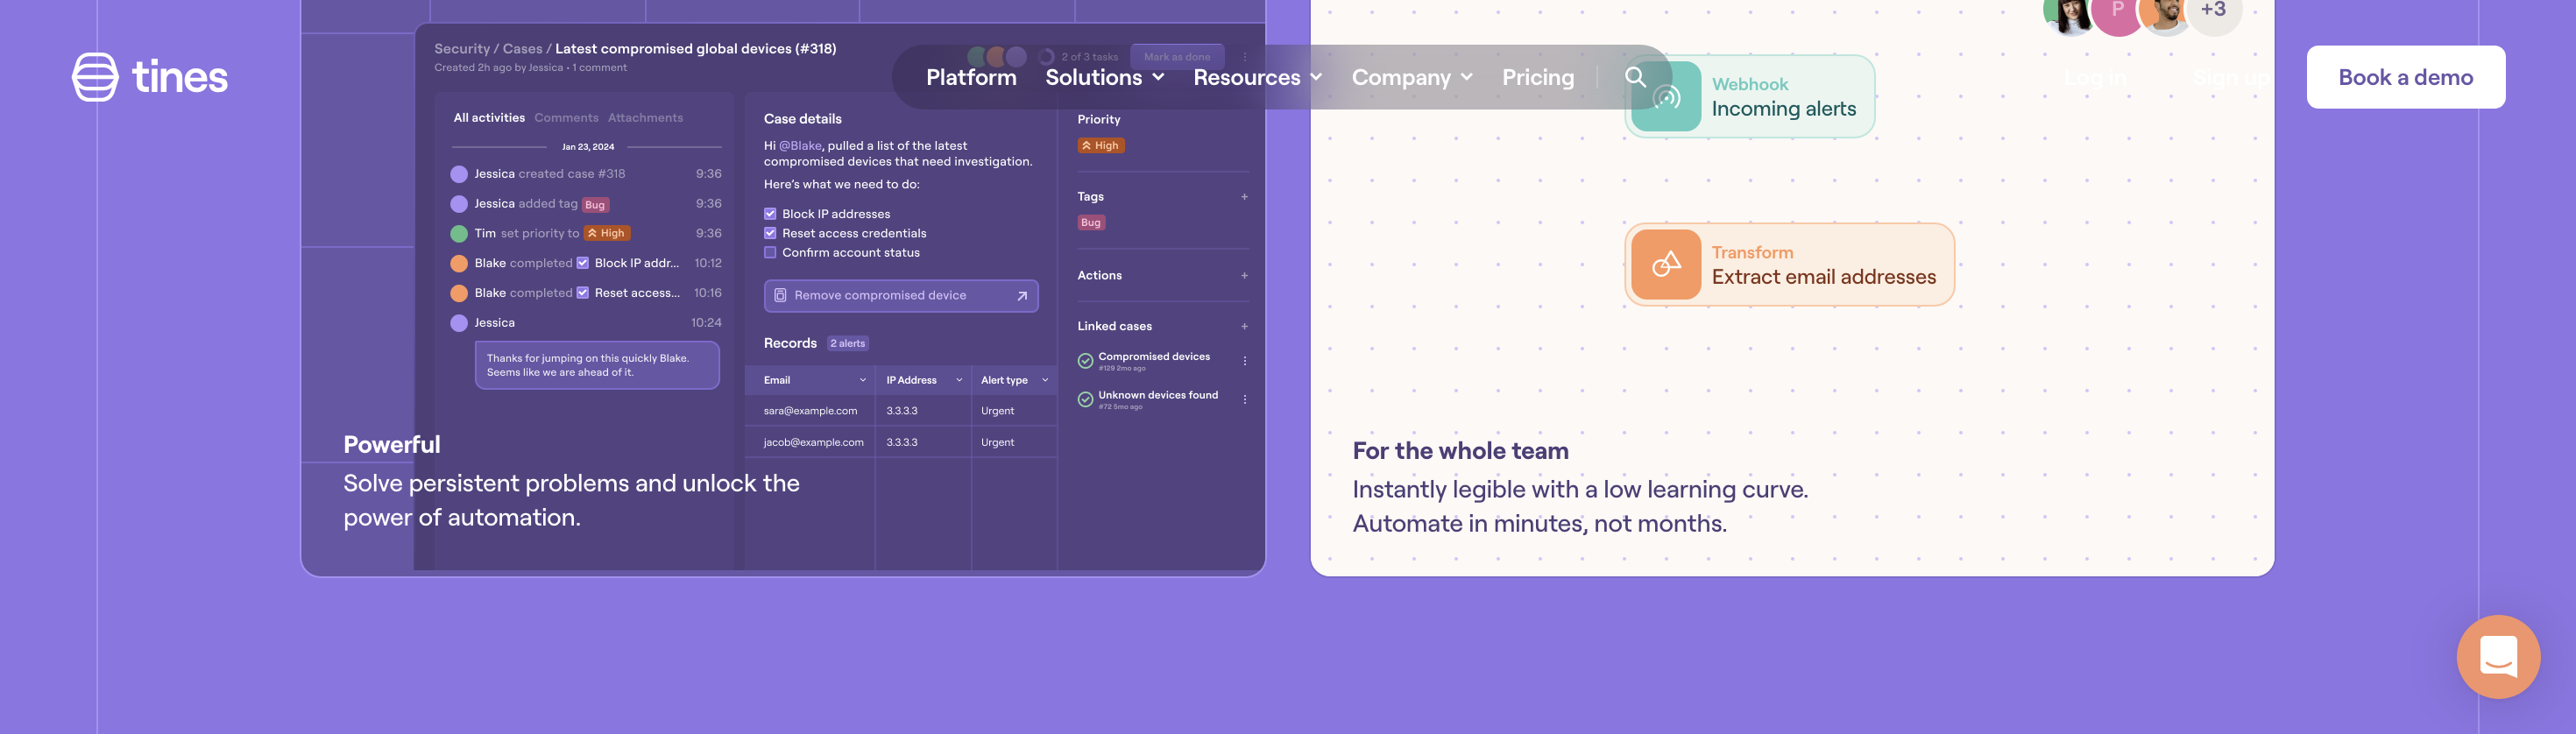 tines
Platform Solutions Resources Company Pricing
Log in Sign up Book a demo
Security / Cases / Latest compromised global devices (#318)
Created 2h ago by Jessica • 1 comment
2 of 3 tasks
Mark as done
All activities Comments Attachments
Jan 23, 2024
Jessica created case #318 9:36
Jessica added tag Bug 9:36
Tim set priority to High 9:36
Blake completed Block IP addr... 10:12
Blake completed Reset access... 10:16
Jessica 10:24
Thanks for jumping on this quickly Blake.
Seems like we are ahead of it.
Case details
Hi @Blake, pulled a list of the latest
compromised devices that need investigation.
Here's what we need to do:
Block IP addresses
Reset access credentials
Confirm account status
Remove compromised device
Records 2 alerts
Email IP Address Alert type
sara@example.com 3.3.3.3 Urgent
jacob@example.com 3.3.3.3 Urgent
Priority
High
Tags +
Bug
Actions +
Linked cases +
Compromised devices
#129 2mo ago
Unknown devices found
#72 5mo ago
Powerful
Solve persistent problems and unlock the
power of automation.
P +3
Webhook
Incoming alerts
Transform
Extract email addresses
For the whole team
Instantly legible with a low learning curve.
Automate in minutes, not months.